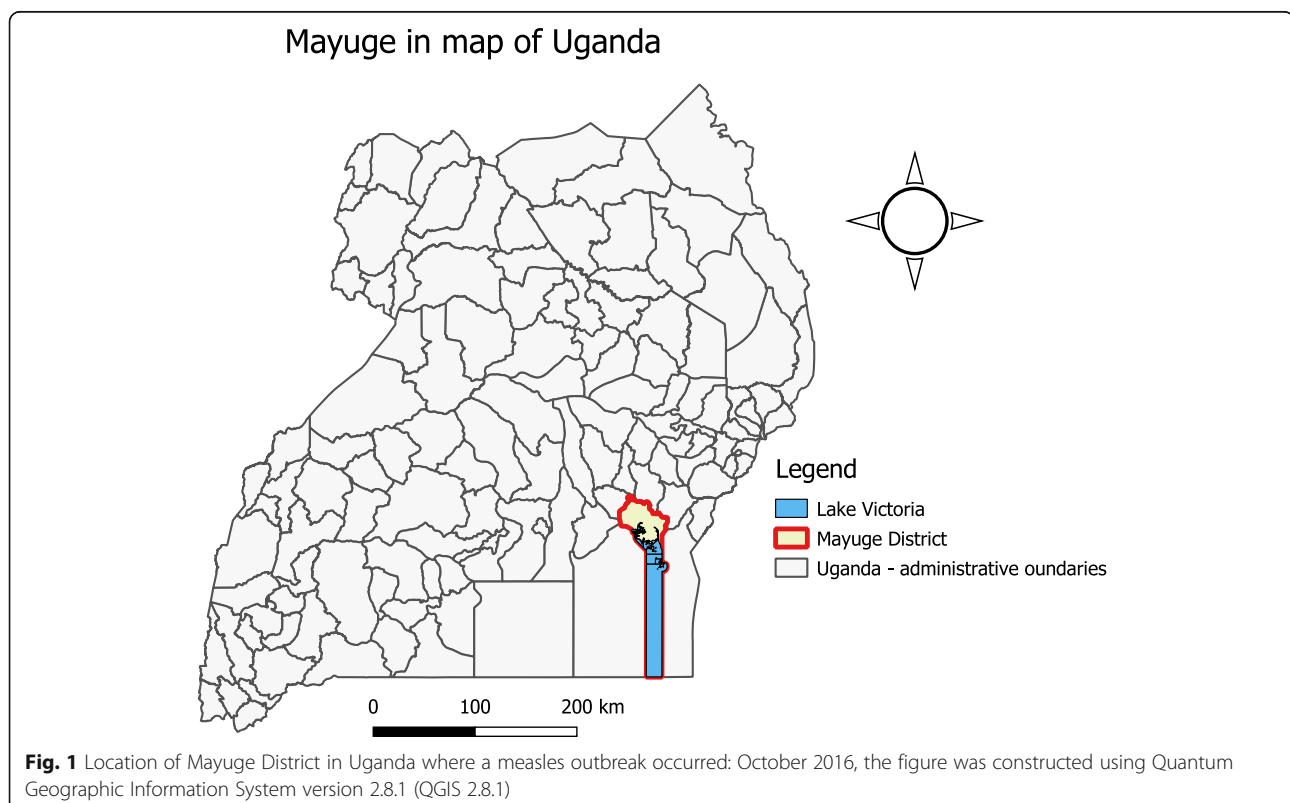 Mayuge in map of Uganda
Legend
Lake Victoria
Mayuge District
Uganda - administrative oundaries
0 100 200 km
Fig. 1 Location of Mayuge District in Uganda where a measles outbreak occurred: October 2016, the figure was constructed using Quantum
Geographic Information System version 2.8.1 (QGIS 2.8.1)